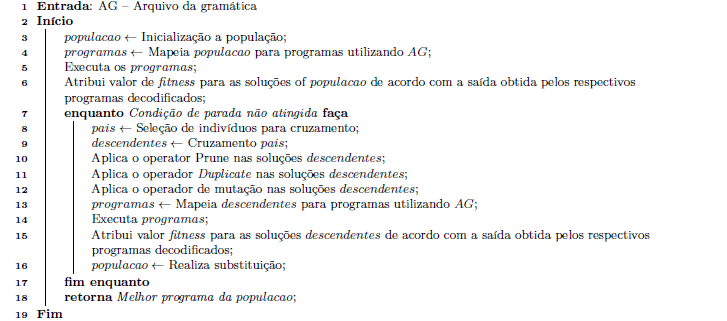 1 Entrada: AG – Arquivo da gramática
2 Início
3 populacao ← Inicialização a população;
4 programas ← Mapeia populacao para programas utilizando AG;
5 Executa os programas;
6 Atribui valor de fitness para as soluções of populacao de acordo com a saída obtida pelos respectivos
programas decodificados;
7 enquanto Condição de parada não atingida faça
8 pais ← Seleção de indivíduos para cruzamento;
9 descendentes ← Cruzamento pais;
10 Aplica o operator Prune nas soluções descendentes;
11 Aplica o operador Duplicate nas soluções descendentes;
12 Aplica o operador de mutação nas soluções descendentes;
13 programas ← Mapeia descendentes para programas utilizando AG;
14 Executa programas;
15 Atribui valor fitness para as soluções descendentes de acordo com a saída obtida pelos respectivos
programas decodificados;
16 populacao ← Realiza substituição;
17 fim enquanto
18 retorna Melhor programa da populacao;
19 Fim